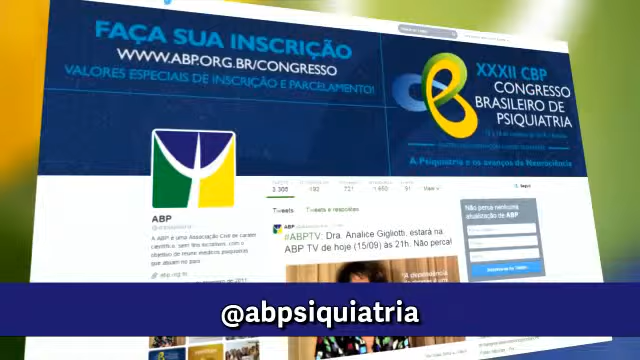 FAÇA SUA INSCRIÇÃO
WWW.ABP.ORG.BR/CONGRESSO
VALORES ESPECIAIS DE INSCRIÇÃO E PARCELAMENTO!
XXXII CBP
CONGRESSO
BRASILEIRO DE
PSIQUIATRIA
A Psiquiatria e os avanços da Neurociência
ABP
A ABP é uma Associação Civil de caráter
científico, sem fins lucrativos, com o
objetivo de reunir médicos psiquiatras
que atuam no país
Tweets
Tweets e respostas
ABP
#ABPTV: Dra. Analice Gigliotti, estará na
ABP TV de hoje (15/09) às 21h. Não perca!
"A dependência
Não perca nenhuma
atualização de ABP
@abpsiquiatria